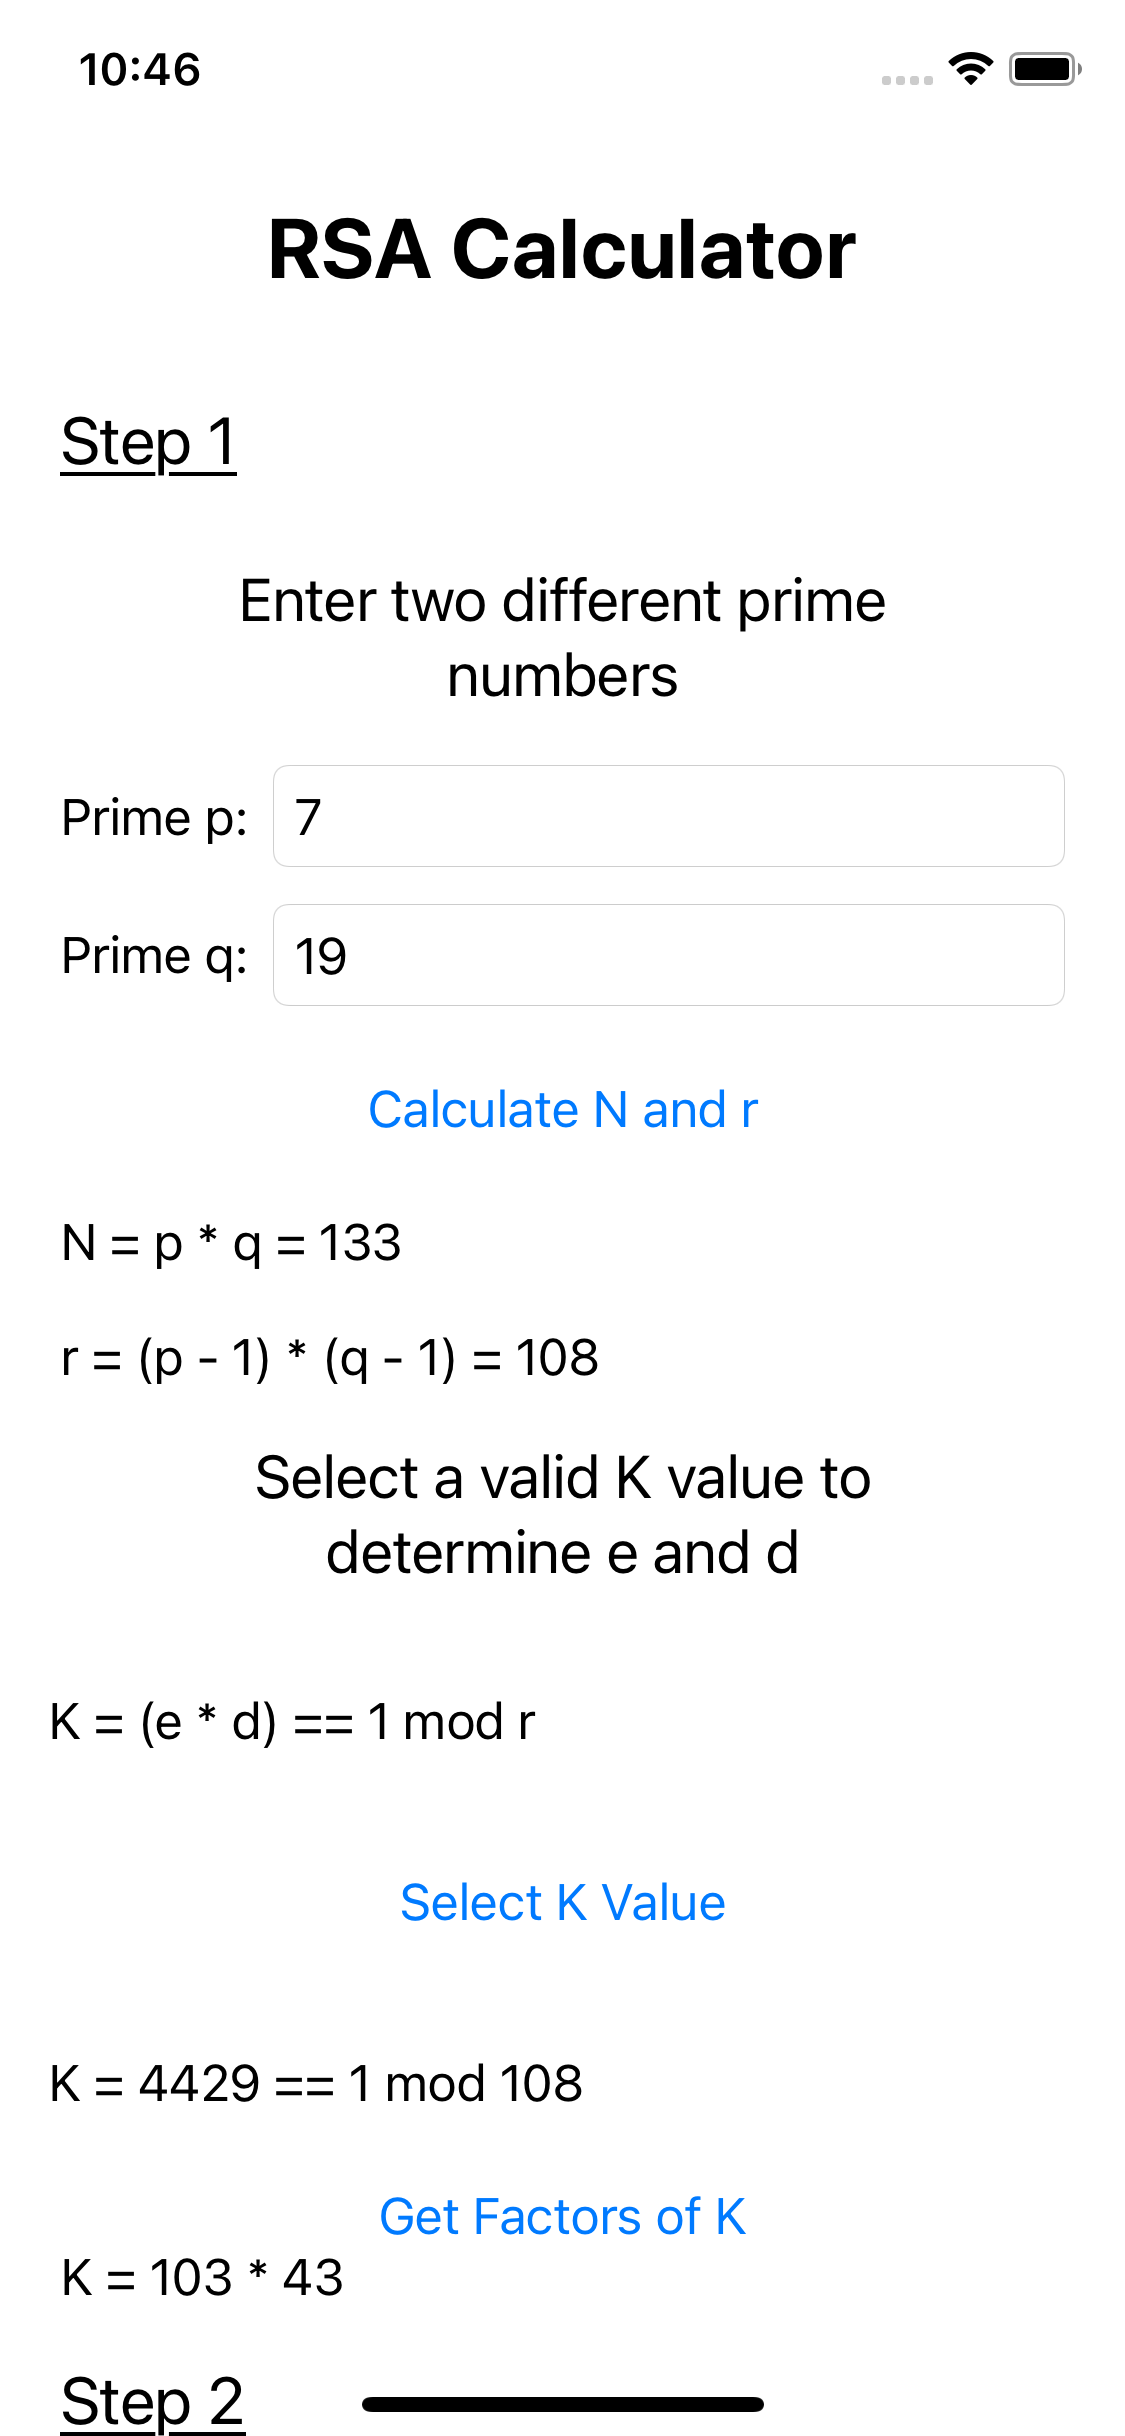 10:46
RSA Calculator
Step 1
Enter two different prime
numbers
Prime p: 7
Prime q: 19
Calculate N and r
N = p * q = 133
r = (p - 1) * (q - 1) = 108
Select a valid K value to
determine e and d
K = (e * d) == 1 mod r
Select K Value
K = 4429 == 1 mod 108
Get Factors of K
K = 103 * 43
Step 2